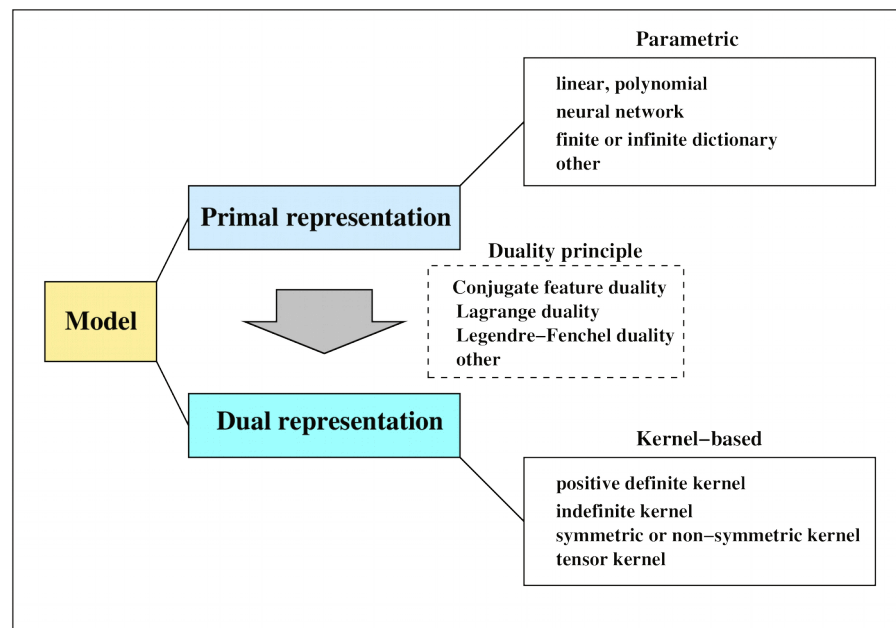 Parametric
linear, polynomial
neural network
finite or infinite dictionary
other
Primal representation
Duality principle
Conjugate feature duality
Lagrange duality
Legendre−Fenchel duality
other
Model
Dual representation
Kernel−based
positive definite kernel
indefinite kernel
symmetric or non−symmetric kernel
tensor kernel